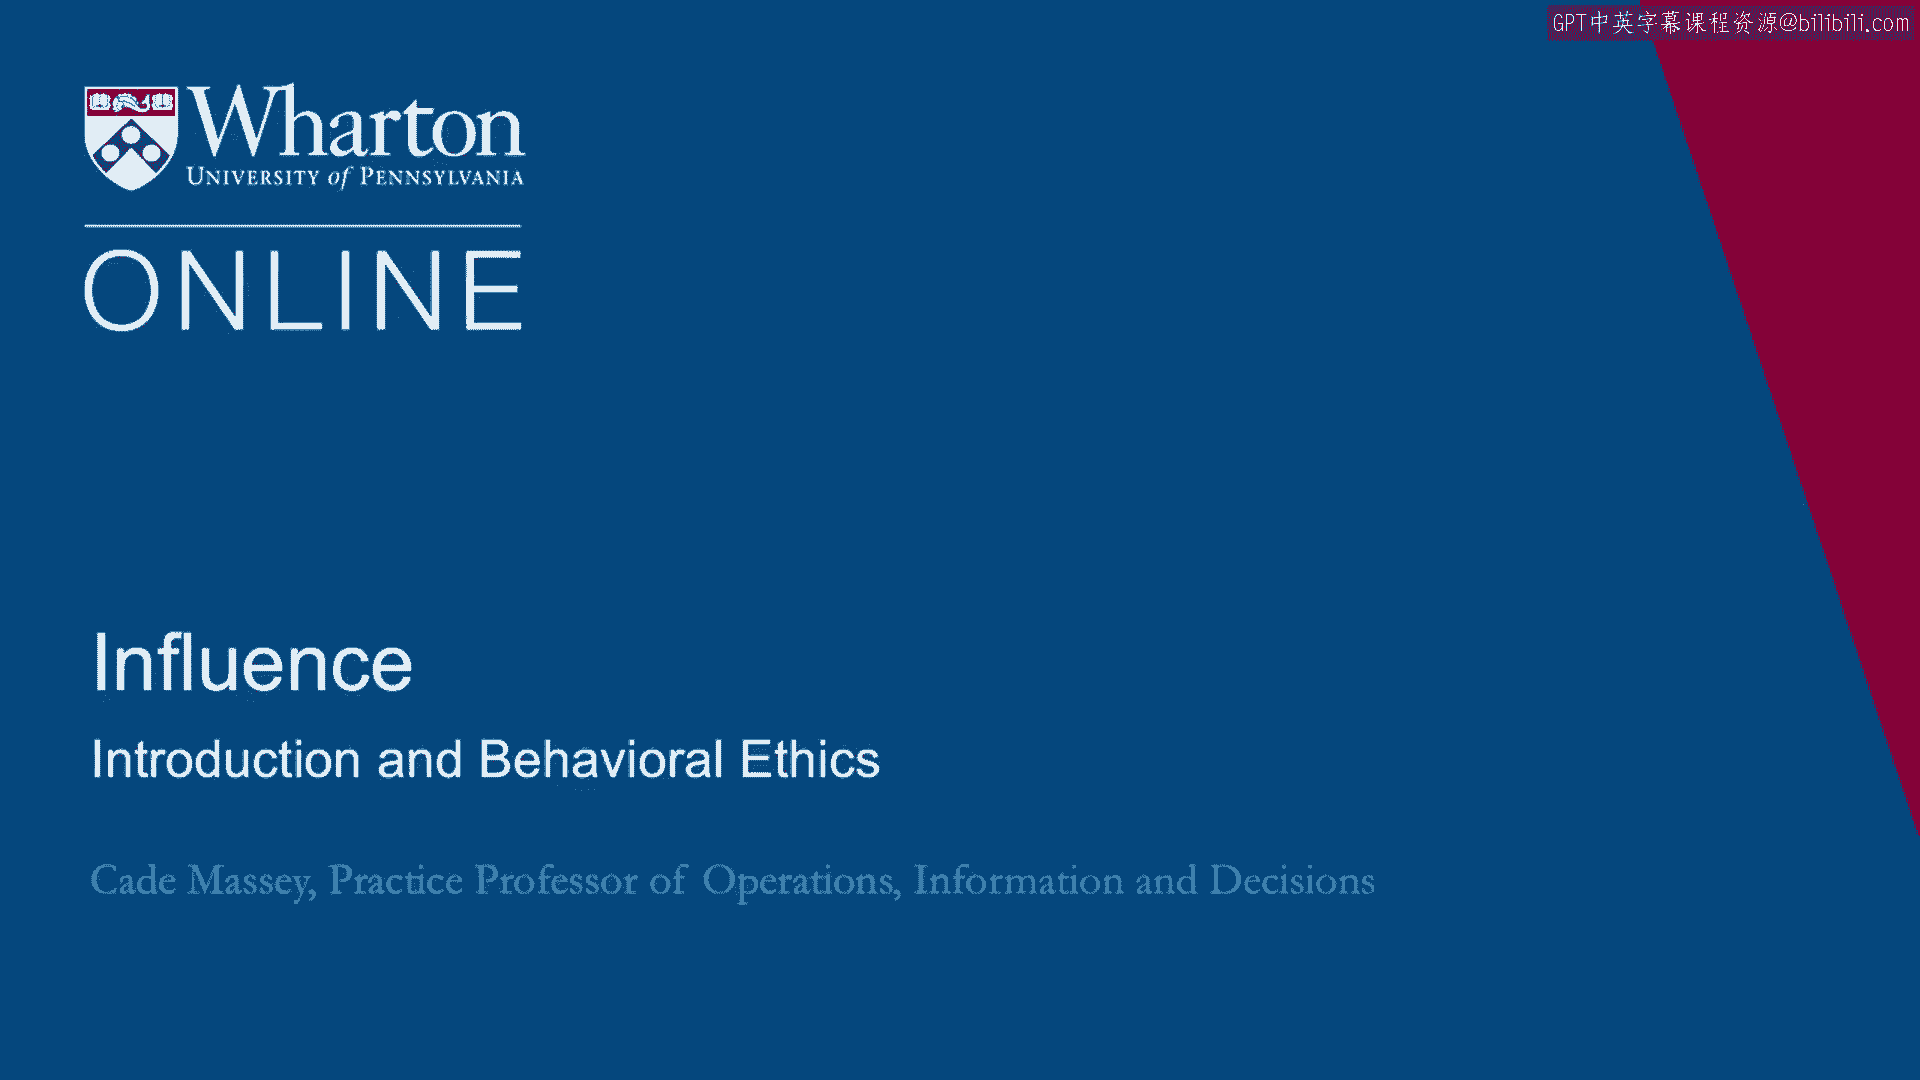 GPT中英字幕课程资源@bilibili.com
Wharton
UNIVERSITY of PENNSYLVANIA
ONLINE
Influence
Introduction and Behavioral Ethics
Cade Massey, Practice Professor of Operations, Information and Decisions